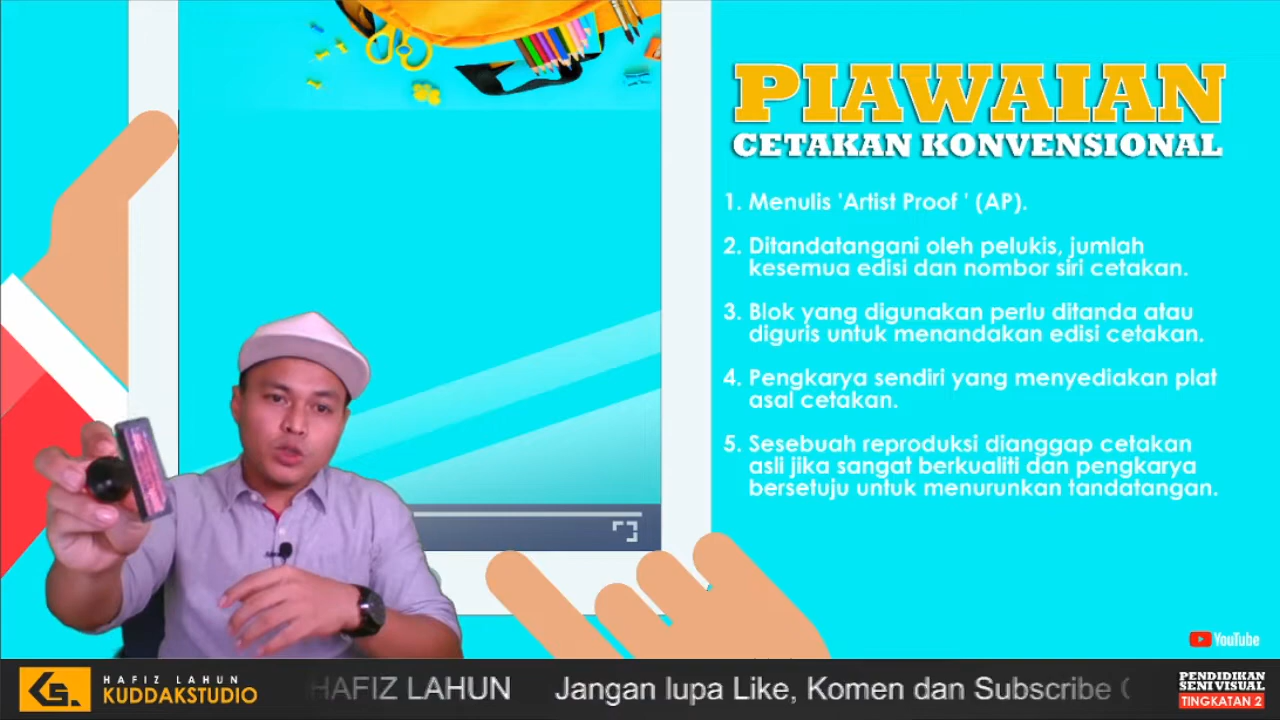 PIAWAIAN
CETAKAN KONVENSIONAL
1. Menulis 'Artist Proof ' (AP).
2. Ditandatangani oleh pelukis, jumlah
kesemua edisi dan nombor siri cetakan.
3. Blok yang digunakan perlu ditanda atau
diguris untuk menandakan edisi cetakan.
4. Pengkarya sendiri yang menyediakan plat
asal cetakan.
5. Sesebuah reproduksi dianggap cetakan
asli jika sangat berkualiti dan pengkarya
bersetuju untuk menurunkan tandatangan.
YouTube
HAFIZ LAHUN
KUDDAKSTUDIO
HAFIZ LAHUN Jangan lupa Like, Komen dan Subscribe
PENDIDIKAN
SENI VISUAL
TINGKATAN 2